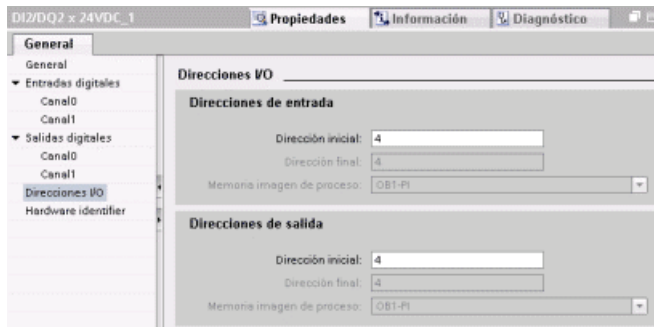 DI2/DQ2 x 24VDC_1
Propiedades
Información
Diagnóstico
General
General
Entradas digitales
Canal0
Canal1
Salidas digitales
Canal0
Canal1
Direcciones I/O
Hardware identifier
Direcciones I/O
Direcciones de entrada
Dirección inicial: 4
Dirección final: 4
Memoria imagen de proceso: OB1-PI
Direcciones de salida
Dirección inicial: 4
Dirección final: 4
Memoria imagen de proceso: OB1-PI